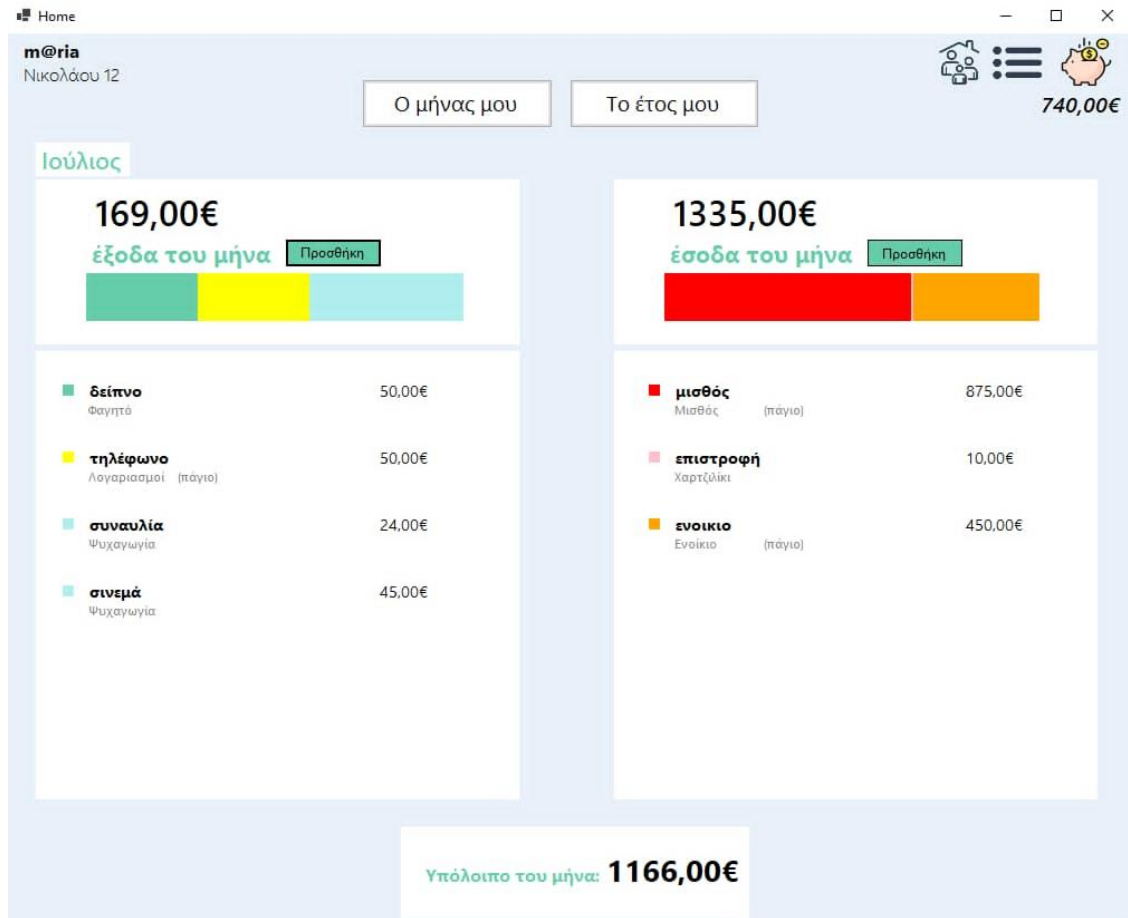 Home
m@ria
Νικολάου 12
Ο μήνας μου
Το έτος μου
740,00€
Ιούλιος
169,00€
έξοδα του μήνα
Προσθήκη
δείπνο 50,00€
Φαγητό
τηλέφωνο 50,00€
Λογαριασμοί (πάγιο)
συναυλία 24,00€
Ψυχαγωγία
σινεμά 45,00€
Ψυχαγωγία
1335,00€
έσοδα του μήνα
Προσθήκη
μισθός 875,00€
Μισθός (πάγιο)
επιστροφή 10,00€
Χαρτζιλίκι
ενοικιο 450,00€
Ενοίκιο (πάγιο)
Υπόλοιπο του μήνα: 1166,00€